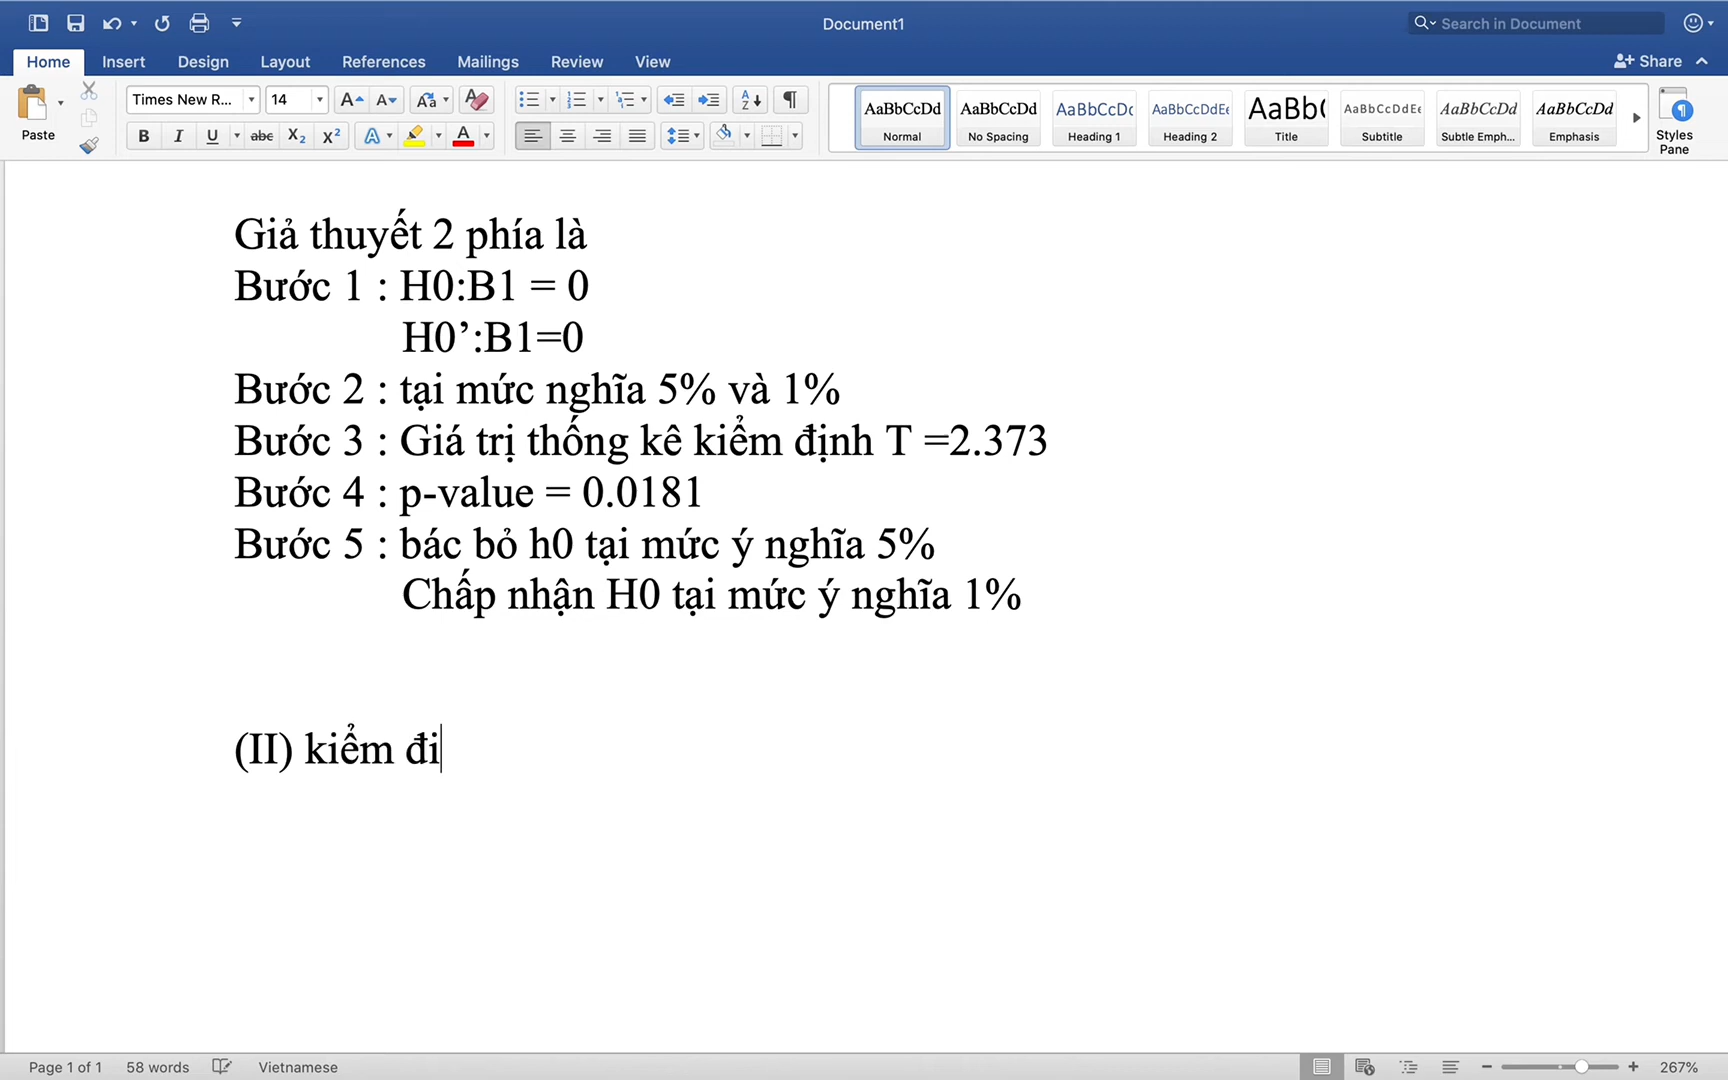 Document1
Search in Document
Home Insert Design Layout References Mailings Review View
Share
Paste
Times New R... 14
AaBbCcDd AaBbCcDd AaBbCcDc AaBbCcDdEe AaBb( AaBbCcDdEe AaBbCcDd AaBbCcDd
Normal No Spacing Heading 1 Heading 2 Title Subtitle Subtle Emph... Emphasis
Styles
Pane
Giả thuyết 2 phía là
Bước 1 : H0:B1 = 0
H0’:B1=0
Bước 2 : tại mức nghĩa 5% và 1%
Bước 3 : Giá trị thống kê kiểm định T =2.373
Bước 4 : p-value = 0.0181
Bước 5 : bác bỏ h0 tại mức ý nghĩa 5%
Chấp nhận H0 tại mức ý nghĩa 1%
(II) kiểm đi
Page 1 of 1 58 words Vietnamese 267%